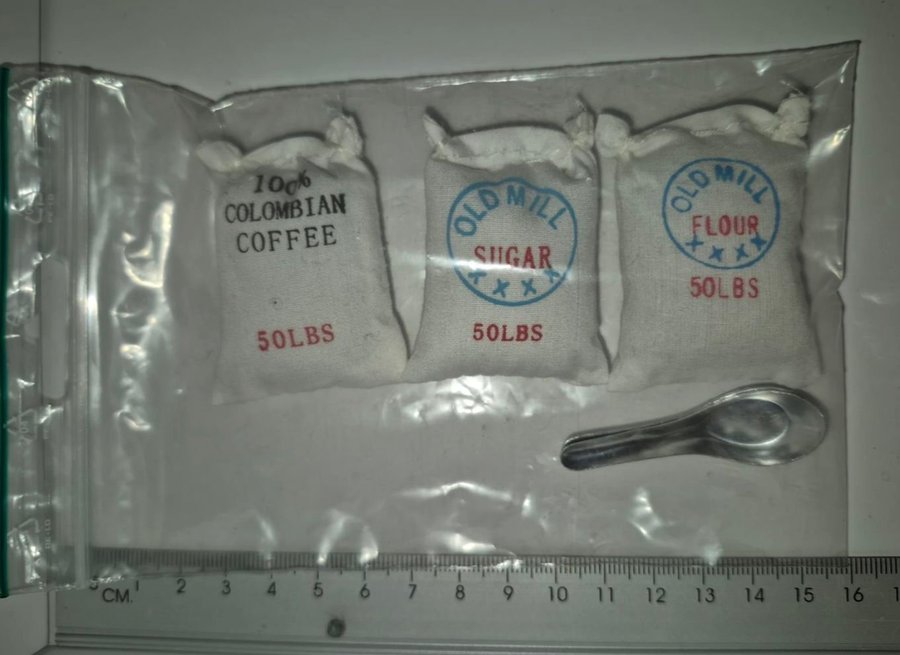 100%
COLOMBIAN
COFFEE
50LBS
OLD MILL
SUGAR
X X X X
50LBS
OLD MILL
FLOUR
X X X X
50LBS
CM. 1 2 3 4 5 6 7 8 9 10 11 12 13 14 15 16